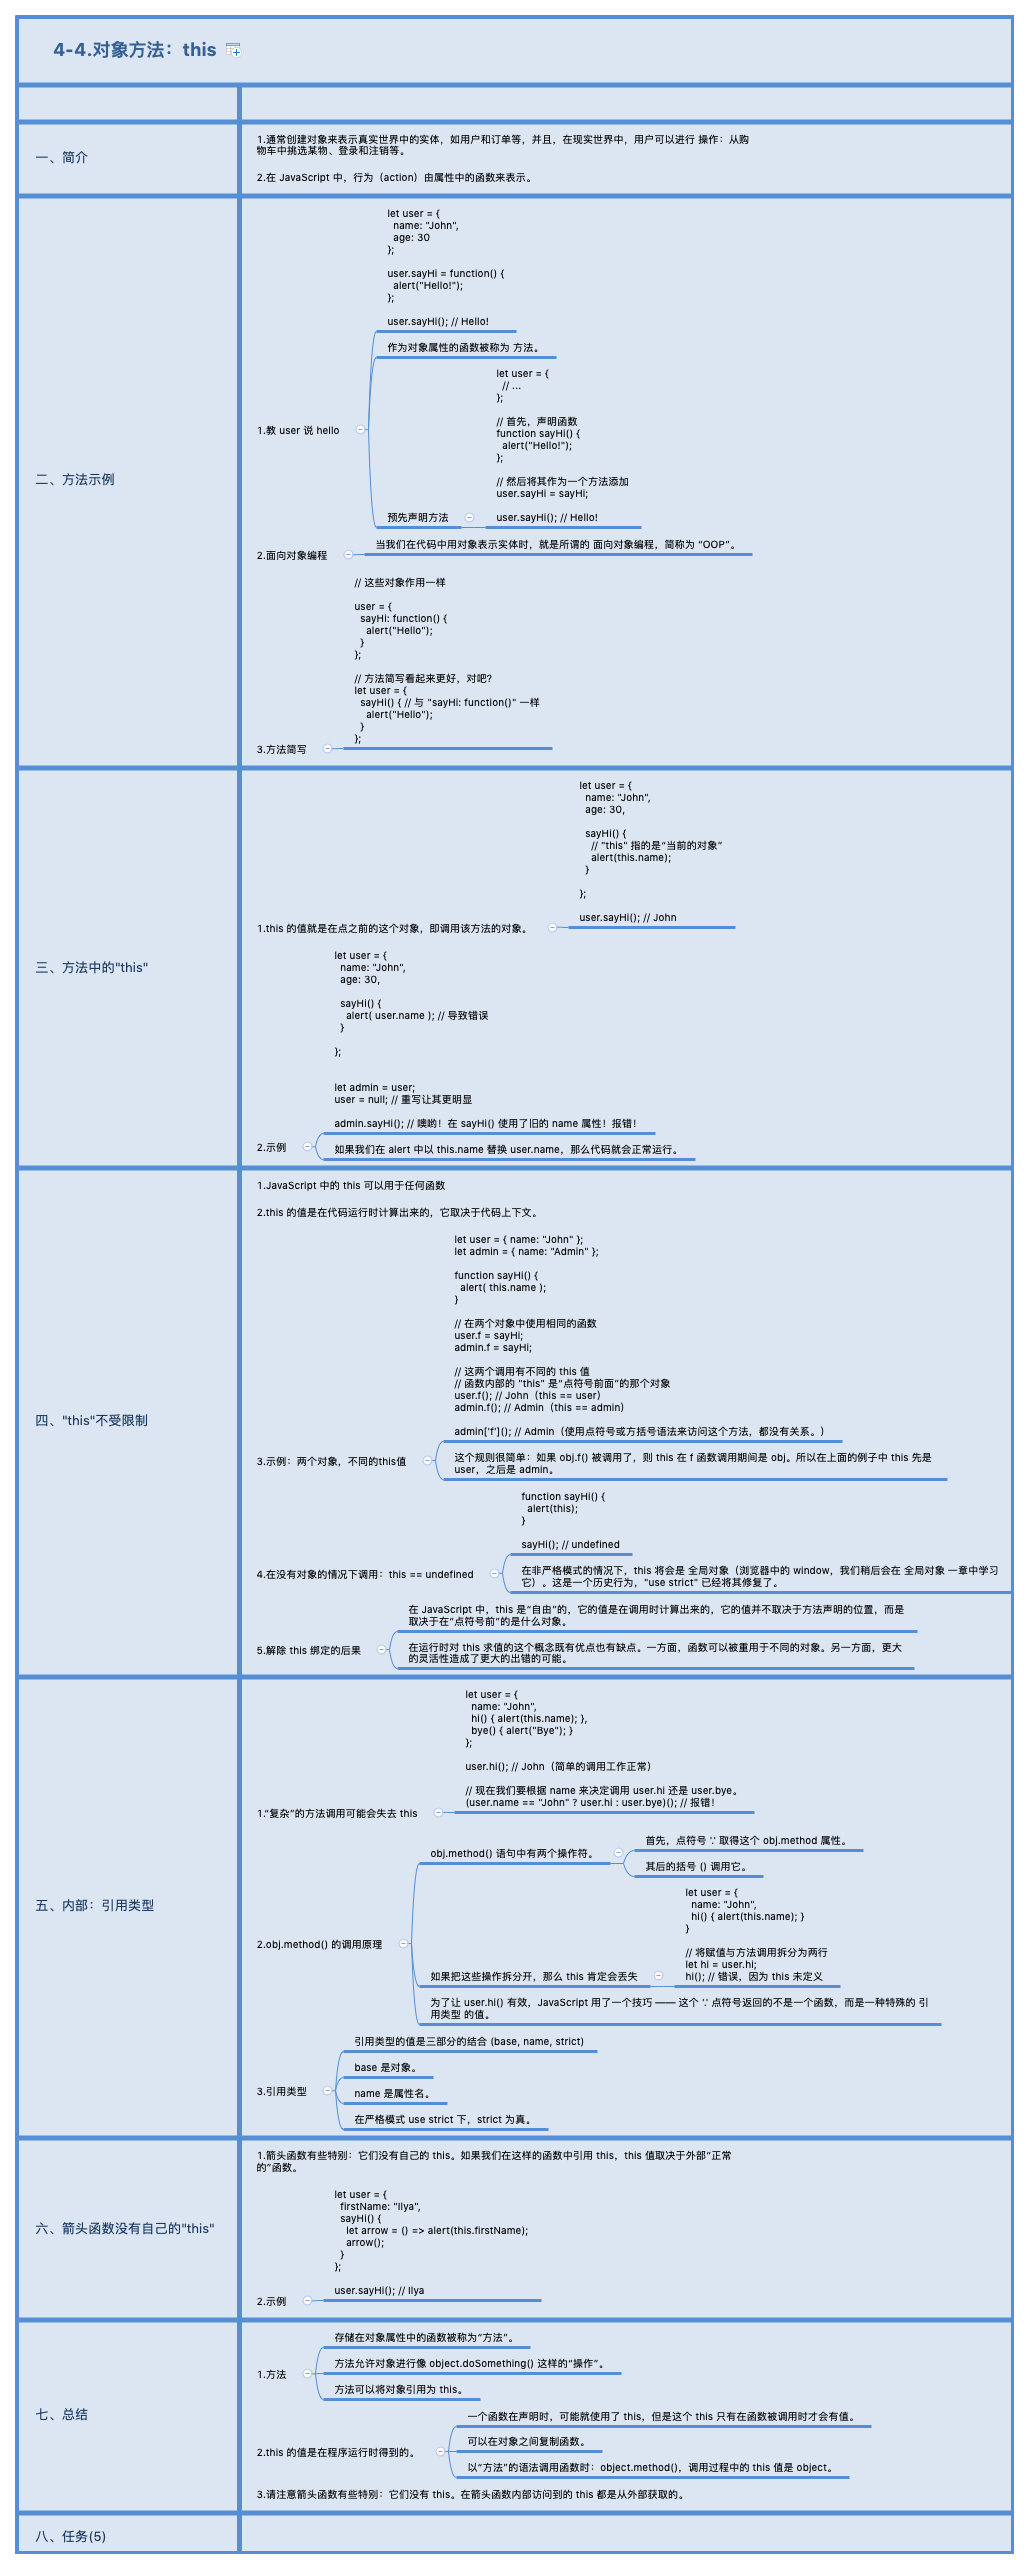 4-4.对象方法：this
一、简介
1.通常创建对象来表示真实世界中的实体，如用户和订单等，并且，在现实世界中，用户可以进行 操作：从购
物车中挑选某物、登录和注销等。
2.在 JavaScript 中，行为（action）由属性中的函数来表示。
二、方法示例
1.教 user 说 hello
let user = {
name: "John",
age: 30
};
user.sayHi = function() {
alert("Hello!");
};
user.sayHi(); // Hello!
作为对象属性的函数被称为 方法。
预先声明方法
let user = {
// ...
};
// 首先，声明函数
function sayHi() {
alert("Hello!");
};
// 然后将其作为一个方法添加
user.sayHi = sayHi;
user.sayHi(); // Hello!
2.面向对象编程
当我们在代码中用对象表示实体时，就是所谓的 面向对象编程，简称为 “OOP”。
3.方法简写
// 这些对象作用一样
user = {
sayHi: function() {
alert("Hello");
}
};
// 方法简写看起来更好，对吧?
let user = {
sayHi() { // 与 "sayHi: function()" 一样
alert("Hello");
}
};
三、方法中的"this"
1.this 的值就是在点之前的这个对象，即调用该方法的对象。
let user = {
name: "John",
age: 30,
sayHi() {
// "this" 指的是“当前的对象”
alert(this.name);
}
};
user.sayHi(); // John
2.示例
let user = {
name: "John",
age: 30,
sayHi() {
alert( user.name ); // 导致错误
}
};
let admin = user;
user = null; // 重写让其更明显
admin.sayHi(); // 噢哟！在 sayHi() 使用了旧的 name 属性！报错！
如果我们在 alert 中以 this.name 替换 user.name，那么代码就会正常运行。
四、"this"不受限制
1.JavaScript 中的 this 可以用于任何函数
2.this 的值是在代码运行时计算出来的，它取决于代码上下文。
3.示例：两个对象，不同的this值
let user = { name: "John" };
let admin = { name: "Admin" };
function sayHi() {
alert( this.name );
}
// 在两个对象中使用相同的函数
user.f = sayHi;
admin.f = sayHi;
// 这两个调用有不同的 this 值
// 函数内部的 "this" 是“点符号前面”的那个对象
user.f(); // John（this == user）
admin.f(); // Admin（this == admin）
admin['f'](); // Admin（使用点符号或方括号语法来访问这个方法，都没有关系。）
这个规则很简单：如果 obj.f() 被调用了，则 this 在 f 函数调用期间是 obj。所以在上面的例子中 this 先是
user，之后是 admin。
4.在没有对象的情况下调用：this == undefined
function sayHi() {
alert(this);
}
sayHi(); // undefined
在非严格模式的情况下，this 将会是 全局对象（浏览器中的 window，我们稍后会在 全局对象 一章中学习
它）。这是一个历史行为，"use strict" 已经将其修复了。
5.解除 this 绑定的后果
在 JavaScript 中，this 是“自由”的，它的值是在调用时计算出来的，它的值并不取决于方法声明的位置，而是
取决于在“点符号前”的是什么对象。
在运行时对 this 求值的这个概念既有优点也有缺点。一方面，函数可以被重用于不同的对象。另一方面，更大
的灵活性造成了更大的出错的可能。
五、内部：引用类型
1.“复杂”的方法调用可能会失去 this
let user = {
name: "John",
hi() { alert(this.name); },
bye() { alert("Bye"); }
};
user.hi(); // John（简单的调用工作正常）
// 现在我们要根据 name 来决定调用 user.hi 还是 user.bye。
(user.name == "John" ? user.hi : user.bye)(); // 报错！
2.obj.method() 的调用原理
obj.method() 语句中有两个操作符。
首先，点符号 '.' 取得这个 obj.method 属性。
其后的括号 () 调用它。
如果把这些操作拆分开，那么 this 肯定会丢失
let user = {
name: "John",
hi() { alert(this.name); }
}
// 将赋值与方法调用拆分为两行
let hi = user.hi;
hi(); // 错误，因为 this 未定义
为了让 user.hi() 有效，JavaScript 用了一个技巧 —— 这个 '.' 点符号返回的不是一个函数，而是一种特殊的 引
用类型 的值。
3.引用类型
引用类型的值是三部分的结合 (base, name, strict)
base 是对象。
name 是属性名。
在严格模式 use strict 下，strict 为真。
六、箭头函数没有自己的"this"
1.箭头函数有些特别：它们没有自己的 this。如果我们在这样的函数中引用 this，this 值取决于外部“正常
的”函数。
2.示例
let user = {
firstName: "Ilya",
sayHi() {
let arrow = () => alert(this.firstName);
arrow();
}
};
user.sayHi(); // Ilya
七、总结
1.方法
存储在对象属性中的函数被称为“方法”。
方法允许对象进行像 object.doSomething() 这样的“操作”。
方法可以将对象引用为 this。
2.this 的值是在程序运行时得到的。
一个函数在声明时，可能就使用了 this，但是这个 this 只有在函数被调用时才会有值。
可以在对象之间复制函数。
以“方法”的语法调用函数时：object.method()，调用过程中的 this 值是 object。
3.请注意箭头函数有些特别：它们没有 this。在箭头函数内部访问到的 this 都是从外部获取的。
八、任务(5)